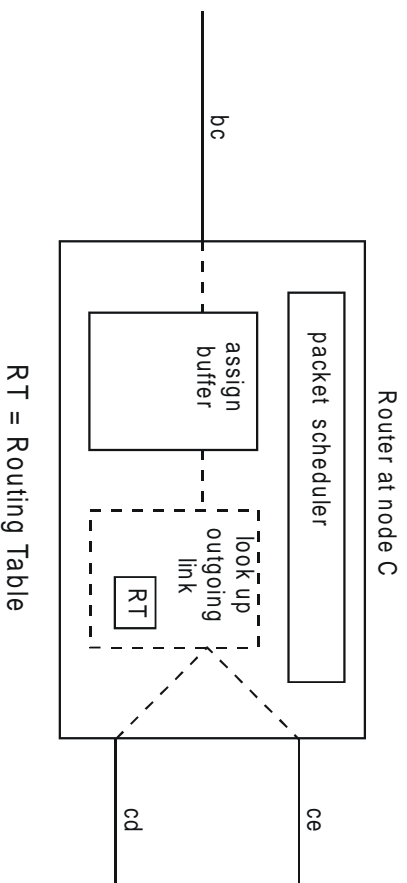 Router at node C
packet scheduler
bc
assign
buffer
look up
outgoing
link
RT
ce
cd
RT = Routing Table